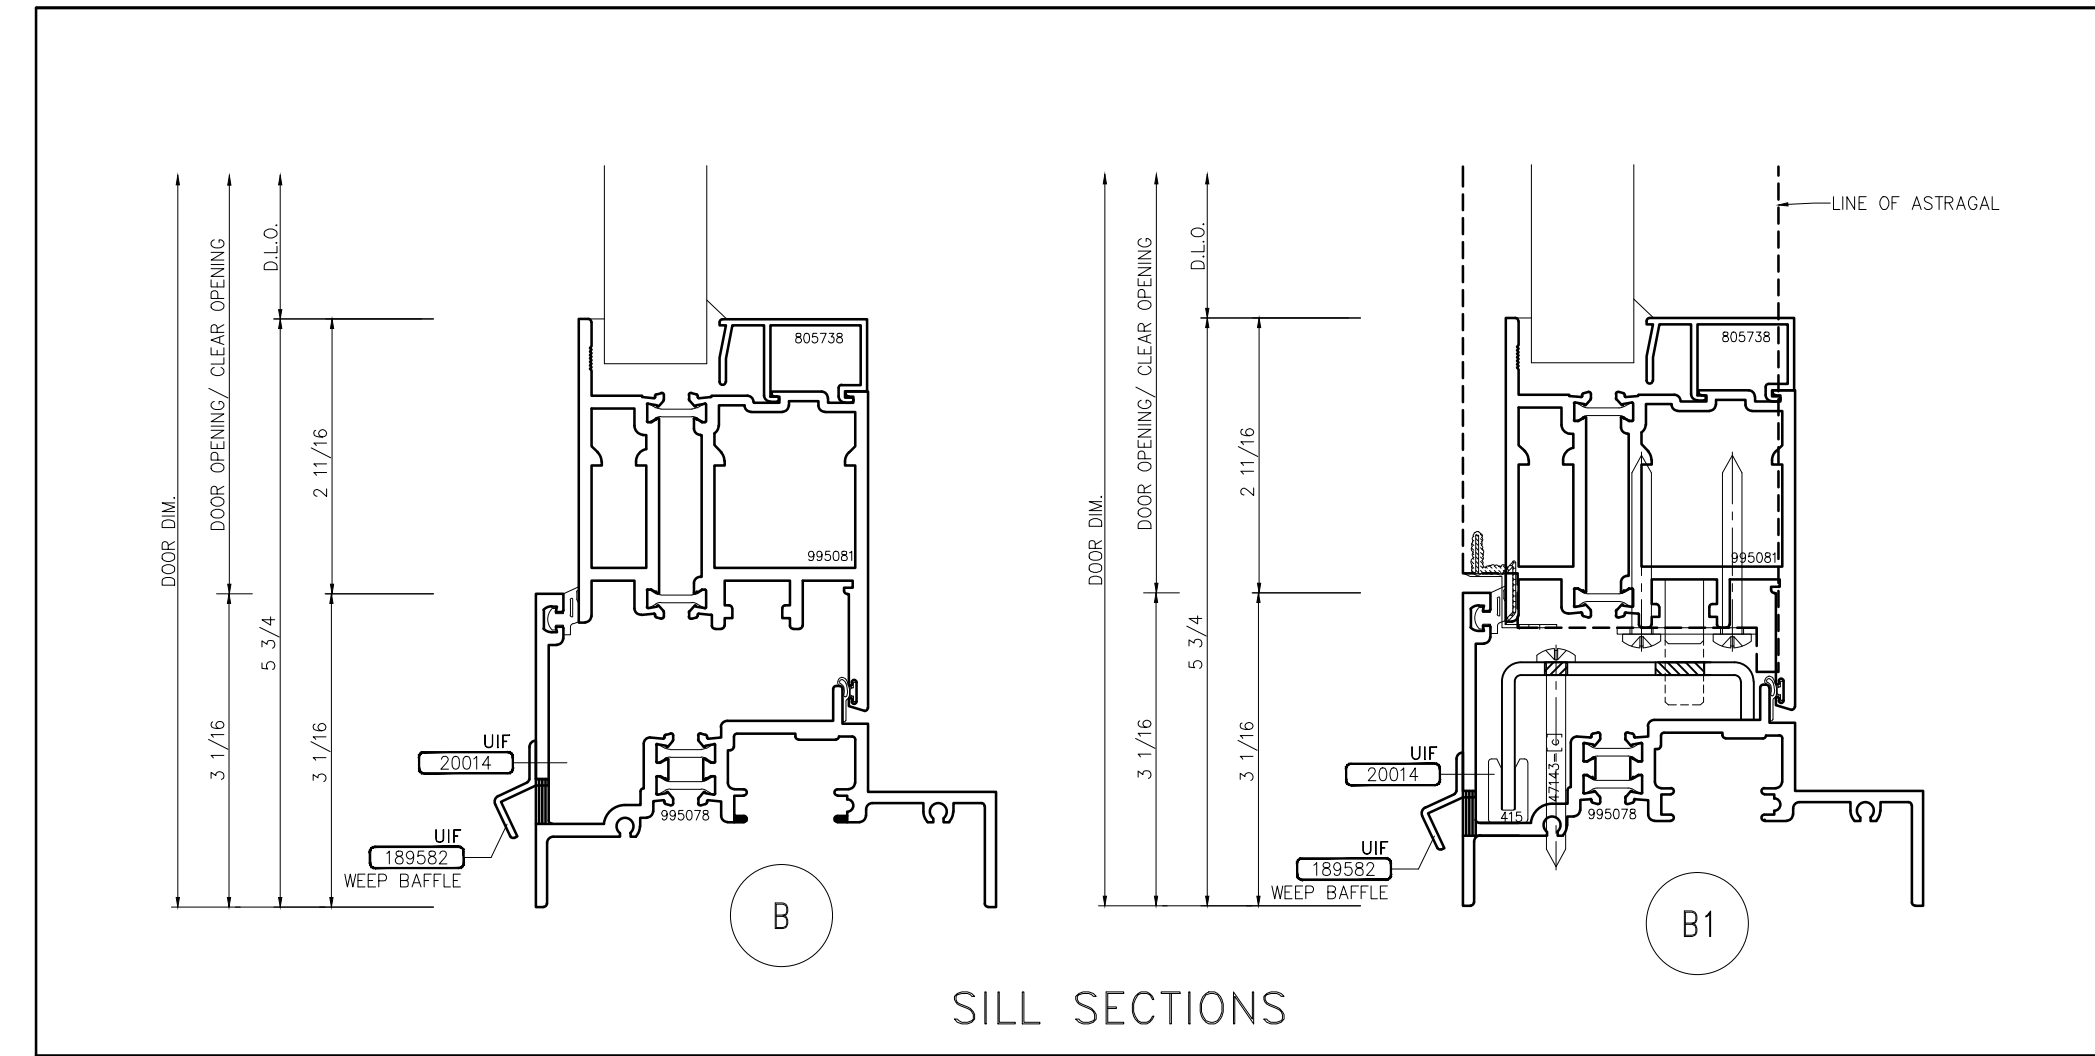 DOOR DIM.
DOOR OPENING/ CLEAR OPENING
D.L.O.
2 11/16
5 3/4
3 1/16
3 1/16
805738
995081
UIF
20014
995078
UIF
189582
WEEP BAFFLE
B
DOOR DIM.
DOOR OPENING/ CLEAR OPENING
D.L.O.
LINE OF ASTRAGAL
2 11/16
5 3/4
3 1/16
3 1/16
805738
995081
UIF
20014
47143-[c]
415
995078
UIF
189582
WEEP BAFFLE
B1
SILL SECTIONS